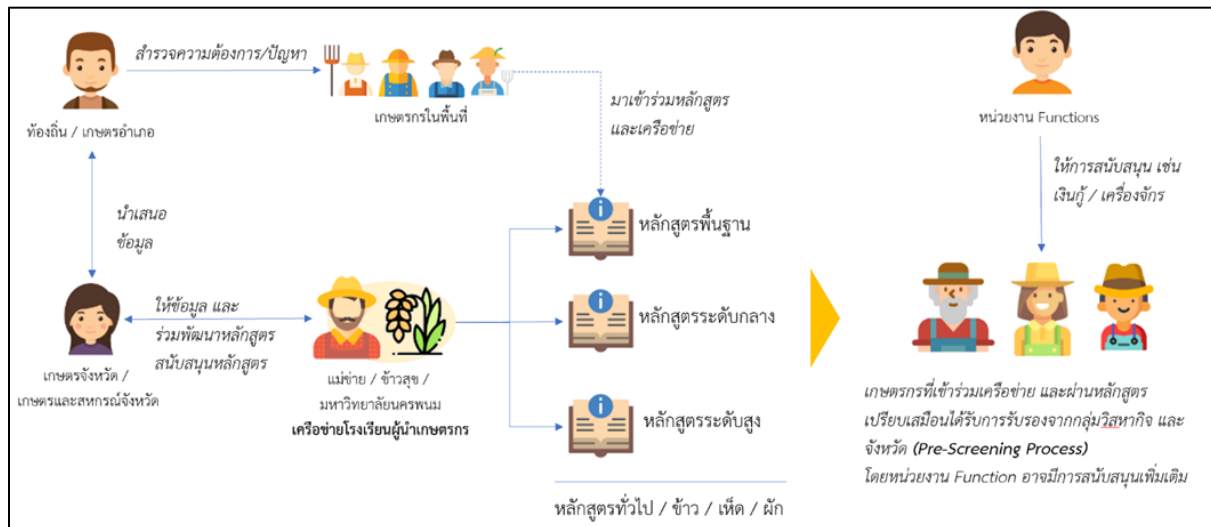 สำรวจความต้องการ/ปัญหา
ท้องถิ่น / เกษตรอำเภอ
เกษตรกรในพื้นที่
มาเข้าร่วมหลักสูตร
และเครือข่าย
หน่วยงาน Functions
ให้การสนับสนุน เช่น
เงินกู้ / เครื่องจักร
นำเสนอ
ข้อมูล
ให้ข้อมูล และ
ร่วมพัฒนาหลักสูตร
สนับสนุนหลักสูตร
เกษตรจังหวัด /
เกษตรและสหกรณ์จังหวัด
แม่ข่าย / ข้าวสุข /
มหาวิทยาลัยนครพนม
เครือข่ายโรงเรียนผู้นำเกษตรกร
หลักสูตรพื้นฐาน
หลักสูตรระดับกลาง
หลักสูตรระดับสูง
หลักสูตรทั่วไป / ข้าว / เห็ด / ผัก
เกษตรกรที่เข้าร่วมเครือข่าย และผ่านหลักสูตร
เปรียบเสมือนได้รับการรับรองจากกลุ่มวิสหากิจ และ
จังหวัด (Pre-Screening Process)
โดยหน่วยงาน Function อาจมีการสนับสนุนเพิ่มเติม